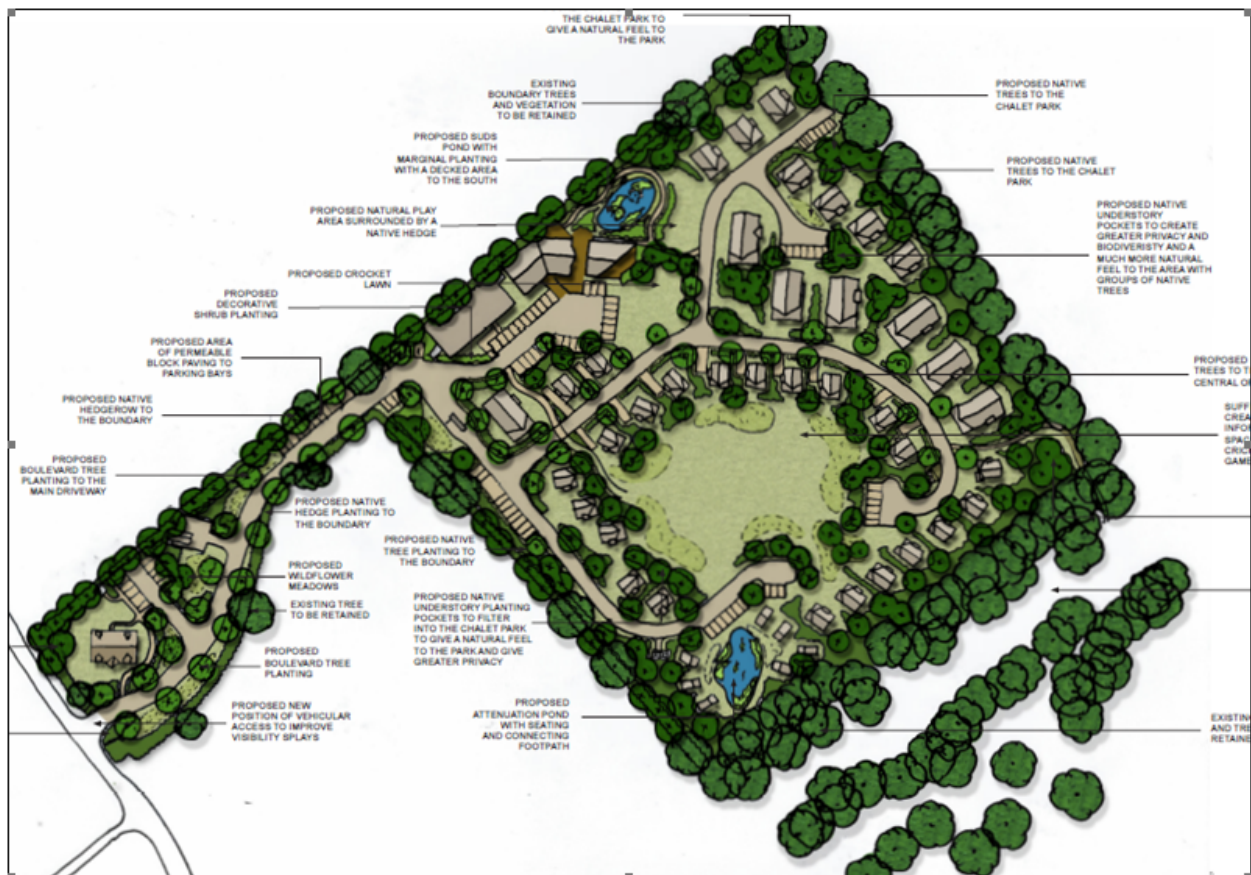 THE CHALET PARK TO
GIVE A NATURAL FEEL TO
THE PARK
EXISTING
BOUNDARY TREES
AND VEGETATION
TO BE RETAINED
PROPOSED SUDS
POND WITH
MARGINAL PLANTING
WITH A DECKED AREA
TO THE SOUTH
PROPOSED NATURAL PLAY
AREA SURROUNDED BY A
NATIVE HEDGE
PROPOSED CROCKET
LAWN
PROPOSED
DECORATIVE
SHRUB PLANTING
PROPOSED AREA
OF PERMEABLE
BLOCK PAVING TO
PARKING BAYS
PROPOSED NATIVE
HEDGEROW TO
THE BOUNDARY
PROPOSED
BOULEVARD TREE
PLANTING TO THE
MAIN DRIVEWAY
PROPOSED NATIVE
HEDGE PLANTING TO
THE BOUNDARY
PROPOSED
WILDFLOWER
MEADOWS
EXISTING TREE
TO BE RETAINED
PROPOSED
BOULEVARD TREE
PLANTING
PROPOSED NEW
POSITION OF VEHICULAR
ACCESS TO IMPROVE
VISIBILITY SPLAYS
PROPOSED NATIVE
TREE PLANTING TO
THE BOUNDARY
PROPOSED NATIVE
UNDERSTORY PLANTING
POCKETS TO FILTER
INTO THE CHALET PARK
TO GIVE A NATURAL FEEL
TO THE PARK AND GIVE
GREATER PRIVACY
PROPOSED
ATTENUATION POND
WITH SEATING
AND CONNECTING
FOOTPATH
PROPOSED NATIVE
TREES TO THE
CHALET PARK
PROPOSED NATIVE
TREES TO THE CHALET
PARK
PROPOSED NATIVE
UNDERSTORY
POCKETS TO CREATE
GREATER PRIVACY AND
BIODIVERISTY AND A
MUCH MORE NATURAL
FEEL TO THE AREA WITH
GROUPS OF NATIVE
TREES
PROPOSED
TREES TO T
CENTRAL O
SUFF
CREA
INFO
SPAC
CRIC
GAME
EXISTING
AND TRE
RETAINE